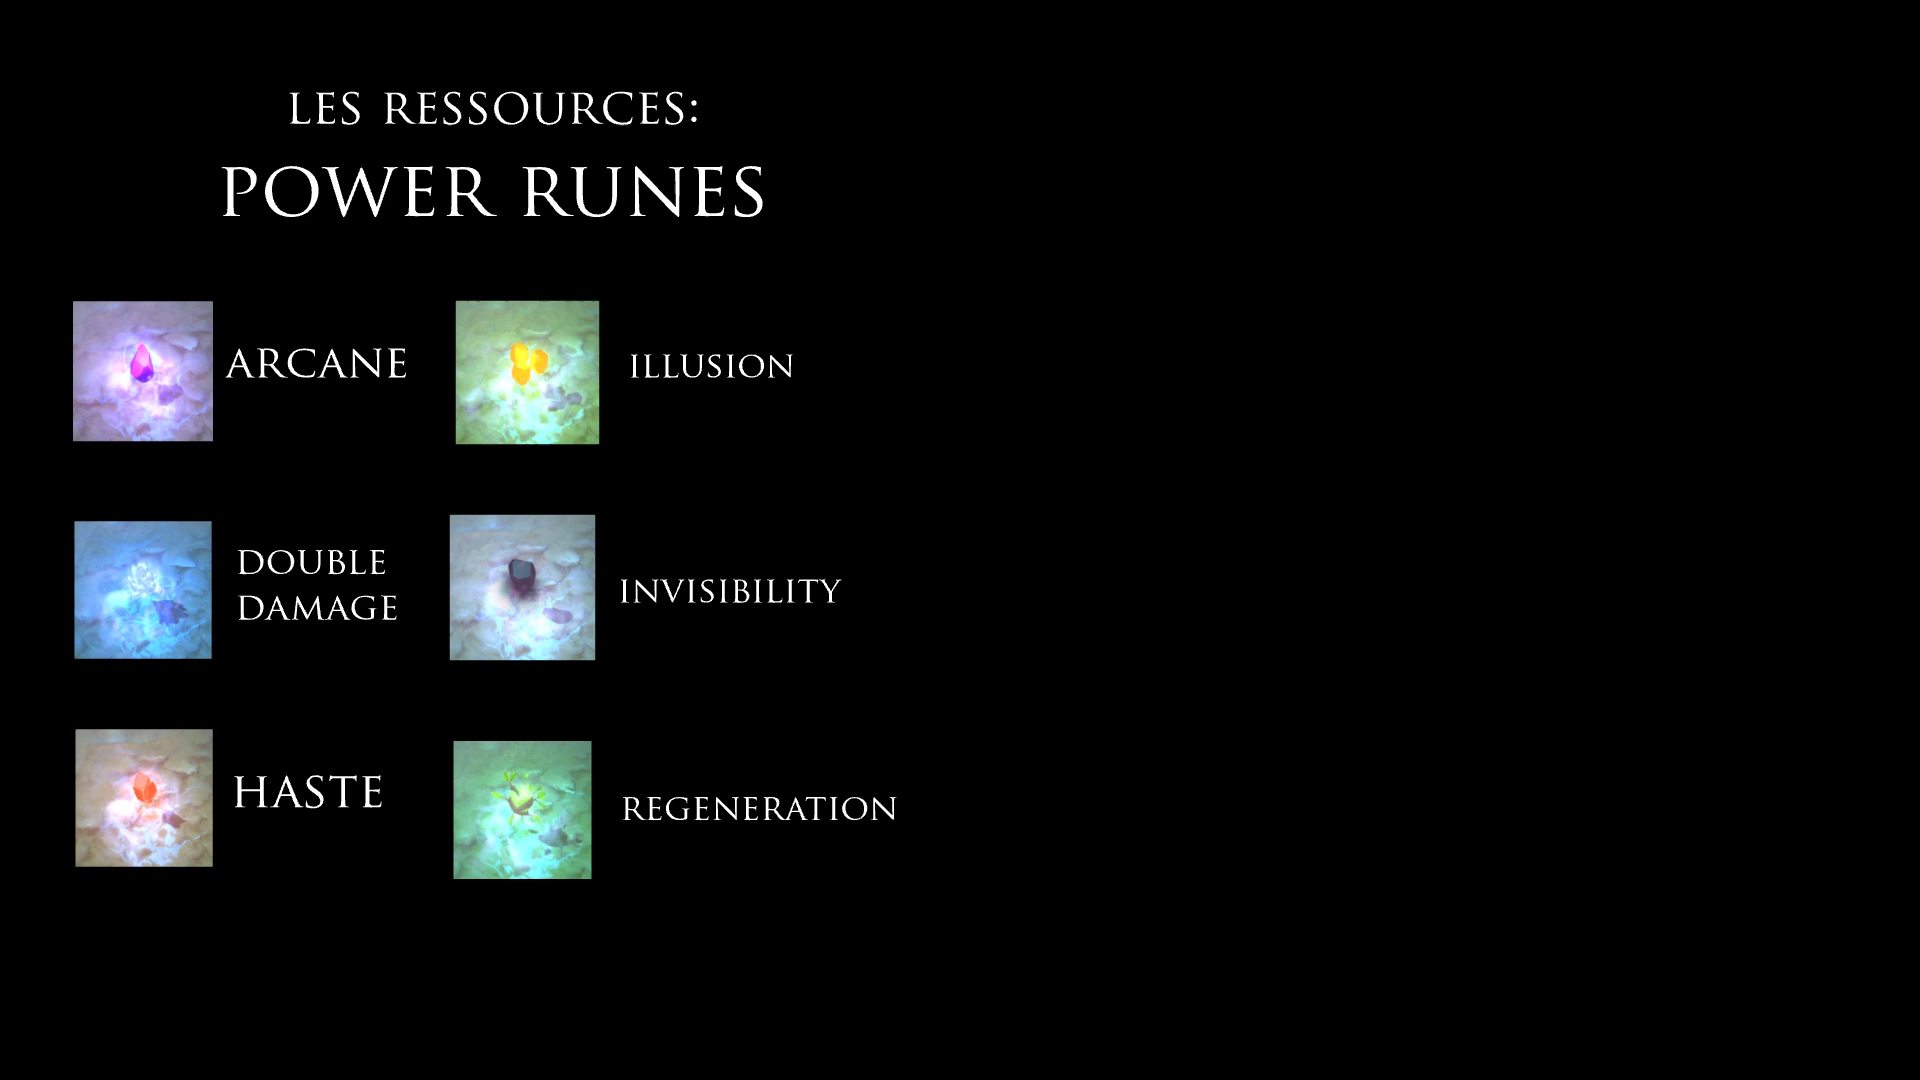 LES RESSOURCES:
POWER RUNES
ARCANE
ILLUSION
DOUBLE
DAMAGE
INVISIBILITY
HASTE
REGENERATION